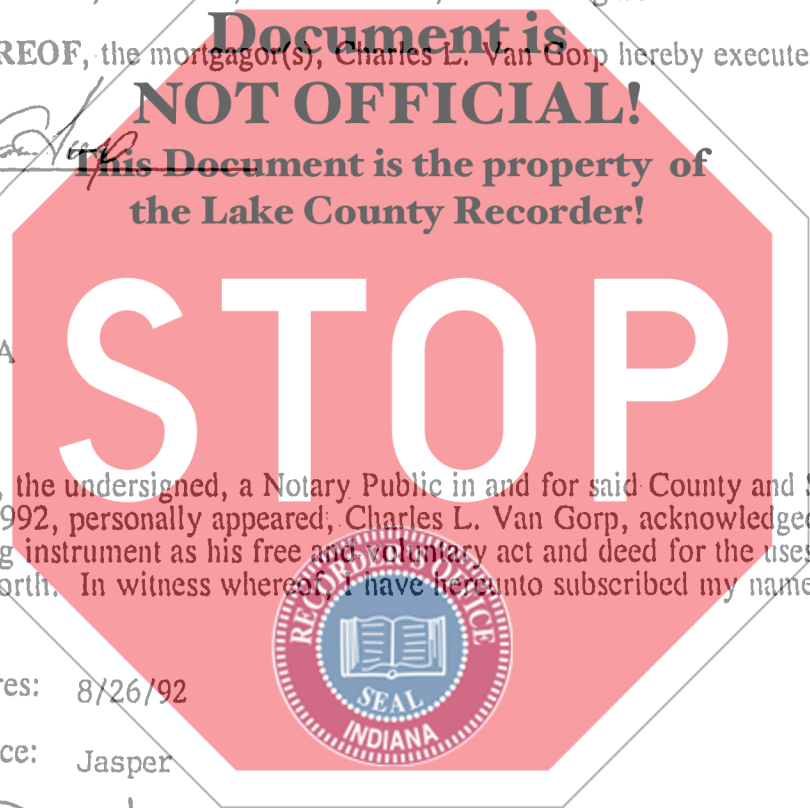 Document is
REOF, the mortgagor(s), Charles L. Van Gorp hereby execute
NOT OFFICIAL!
This Document is the property of
the Lake County Recorder!
STOP
A
the undersigned, a Notary Public in and for said County and
992, personally appeared, Charles L. Van Gorp, acknowledged
g instrument as his free and voluntary act and deed for the uses
orth. In witness whereof, I have hereunto subscribed my name
RECORDER'S OFFICE
SEAL
INDIANA
res: 8/26/92
ce: Jasper